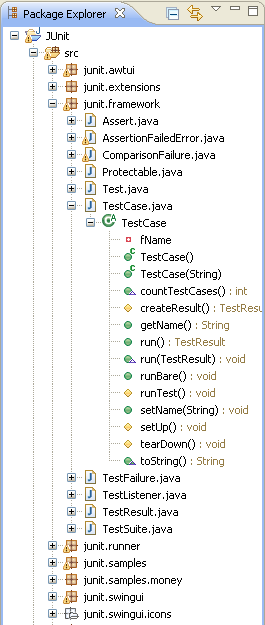 Package Explorer
JUnit
src
junit.awtui
junit.extensions
junit.framework
Assert.java
AssertionFailedError.java
ComparisonFailure.java
Protectable.java
Test.java
TestCase.java
TestCase
fName
TestCase()
TestCase(String)
countTestCases() : int
createResult() : TestResu
getName() : String
run() : TestResult
run(TestResult) : void
runBare() : void
runTest() : void
setName(String) : void
setUp() : void
tearDown() : void
toString() : String
TestFailure.java
TestListener.java
TestResult.java
TestSuite.java
junit.runner
junit.samples
junit.samples.money
junit.swingui
junit.swingui.icons